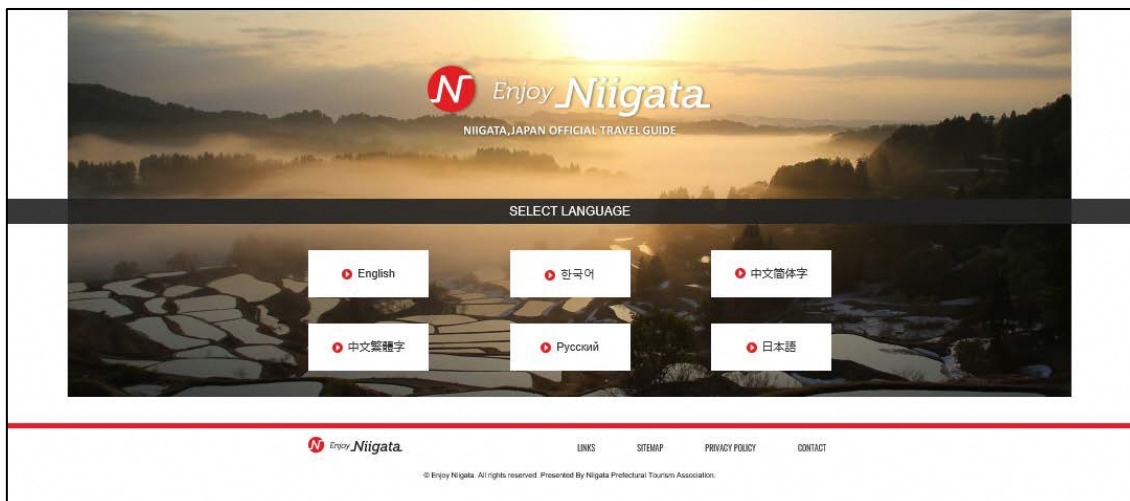 N Enjoy Niigata
NIIGATA,JAPAN OFFICIAL TRAVEL GUIDE
SELECT LANGUAGE
English
한국어
中文简体字
中文繁體字
Русский
日本語
N Enjoy Niigata
LINKS SITEMAP PRIVACY POLICY CONTACT
© Enjoy Niigata. All rights reserved. Presented By Niigata Prefectural Tourism Association.